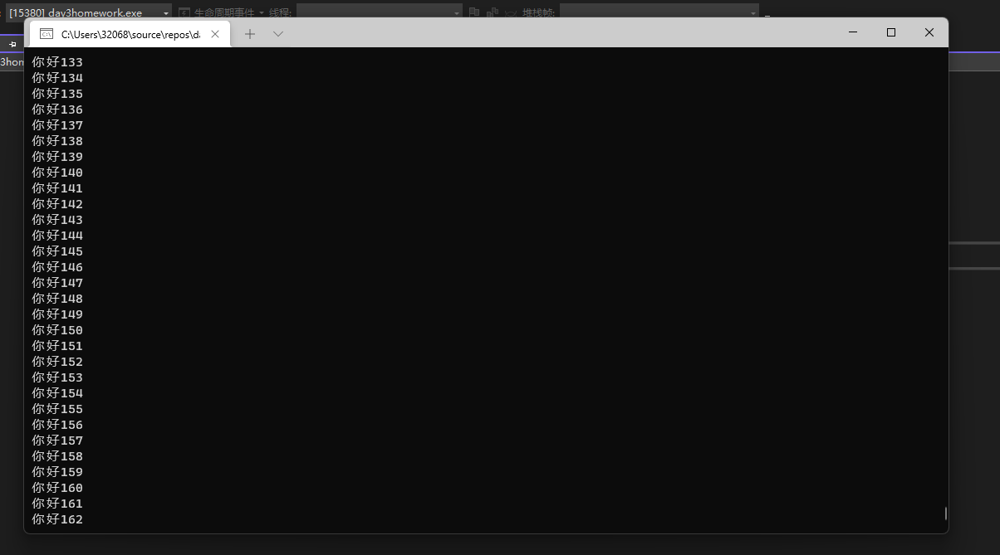 [15380] day3homework.exe
生命周期事件
线程:
堆栈帧:
C:\Users\32068\source\repos\d
3hom
你好133
你好134
你好135
你好136
你好137
你好138
你好139
你好140
你好141
你好142
你好143
你好144
你好145
你好146
你好147
你好148
你好149
你好150
你好151
你好152
你好153
你好154
你好155
你好156
你好157
你好158
你好159
你好160
你好161
你好162